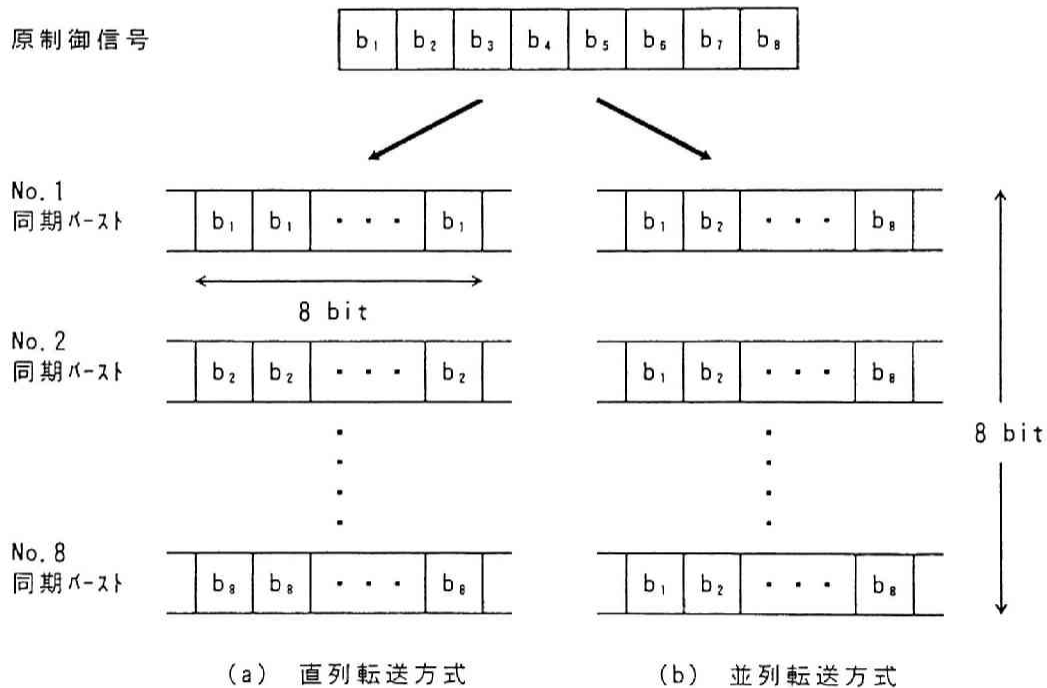 原制御信号 b₁ b₂ b₃ b₄ b₅ b₆ b₇ b₈
No.1
同期バースト b₁ b₁ ・・・ b₁ b₁ b₂ ・・・ b₈
8 bit
No.2
同期バースト b₂ b₂ ・・・ b₂ b₁ b₂ ・・・ b₈
8 bit
No.8
同期バースト b₈ b₈ ・・・ b₈ b₁ b₂ ・・・ b₈
(a) 直列転送方式 (b) 並列転送方式